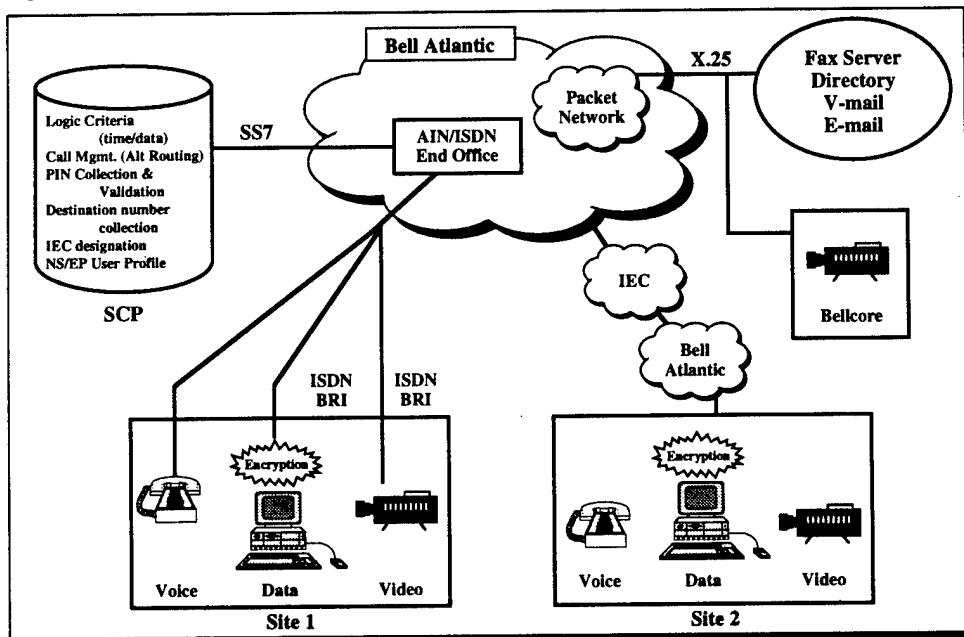 Bell Atlantic
X.25
Fax Server
Directory
V-mail
E-mail
Packet
Network
Logic Criteria
(time/data)
Call Mgmt. (Alt Routing)
PIN Collection &
Validation
Destination number
collection
IEC designation
NS/EP User Profile
SCP
SS7
AIN/ISDN
End Office
IEC
Bellcore
Bell
Atlantic
ISDN
BRI
ISDN
BRI
Encryption
Voice
Data
Video
Site 1
Encryption
Voice
Data
Video
Site 2